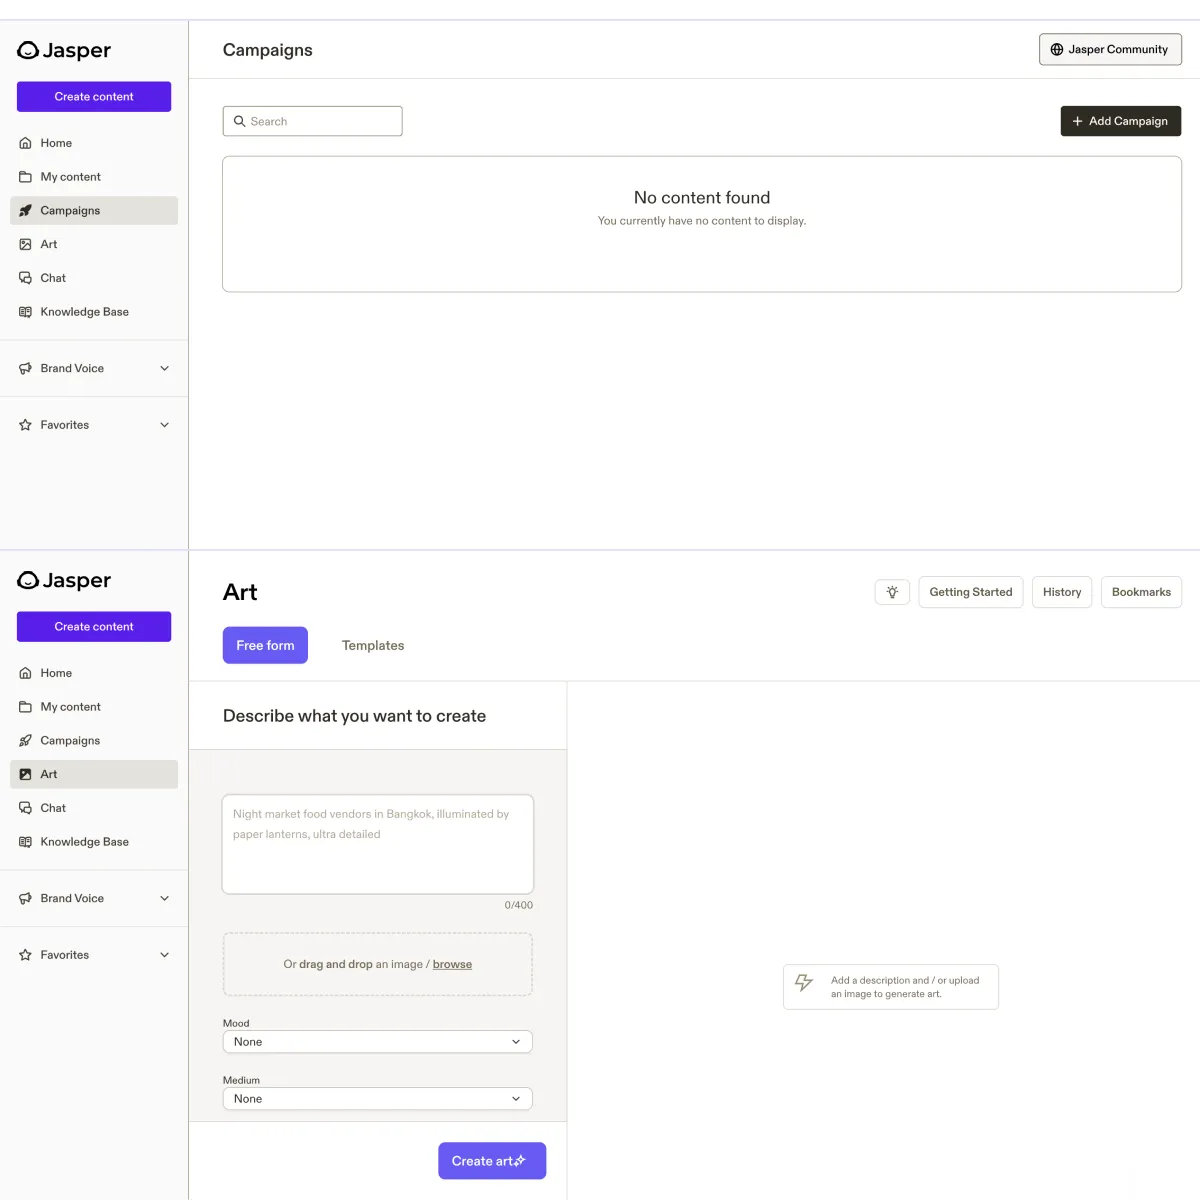 Jasper
Create content
Home
My content
Campaigns
Art
Chat
Knowledge Base
Brand Voice
Favorites
Campaigns
Jasper Community
Search
Add Campaign
No content found
You currently have no content to display.
Jasper
Create content
Home
My content
Campaigns
Art
Chat
Knowledge Base
Brand Voice
Favorites
Art
Getting Started
History
Bookmarks
Free form
Templates
Describe what you want to create
Night market food vendors in Bangkok, illuminated by
paper lanterns, ultra detailed
0/400
Or drag and drop an image / browse
Mood
None
Medium
None
Create art
Add a description and / or upload
an image to generate art.